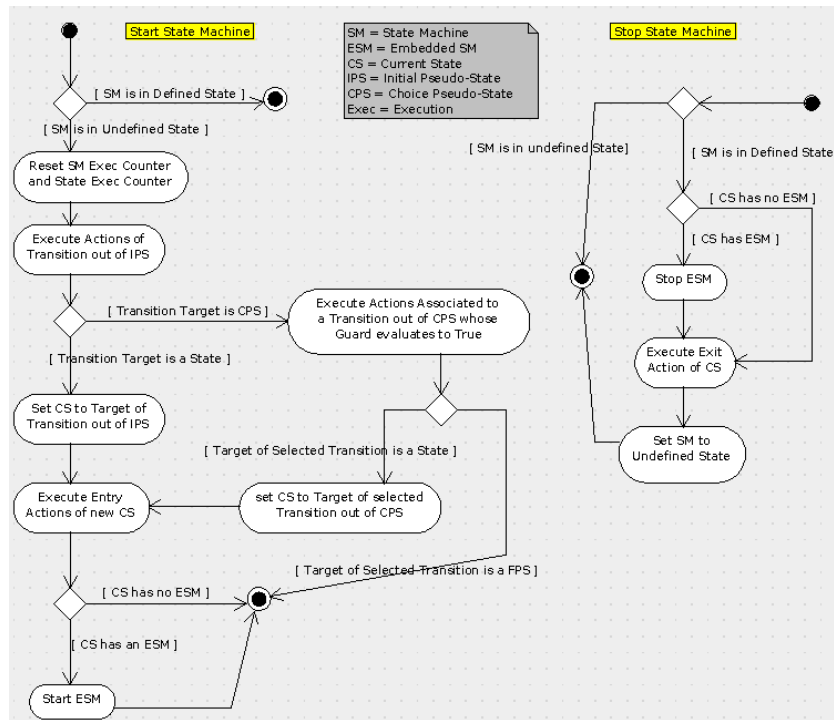 Start State Machine
SM = State Machine
ESM = Embedded SM
CS = Current State
IPS = Initial Pseudo-State
CPS = Choice Pseudo-State
Exec = Execution
Stop State Machine
[ SM is in Defined State ]
[ SM is in Undefined State ]
Reset SM Exec Counter
and State Exec Counter
Execute Actions of
Transition out of IPS
[ Transition Target is CPS ]
Execute Actions Associated to
a Transition out of CPS whose
Guard evaluates to True
[ Transition Target is a State ]
Set CS to Target of
Transition out of IPS
[ Target of Selected Transition is a State ]
Execute Entry
Actions of new CS
set CS to Target of selected
Transition out of CPS
[ Target of Selected Transition is a FPS ]
[ CS has no ESM ]
[ CS has an ESM ]
Start ESM
[ SM is in undefined State]
[ SM is in Defined State
[ CS has no ESM ]
[ CS has ESM ]
Stop ESM
Execute Exit
Action of CS
Set SM to
Undefined State